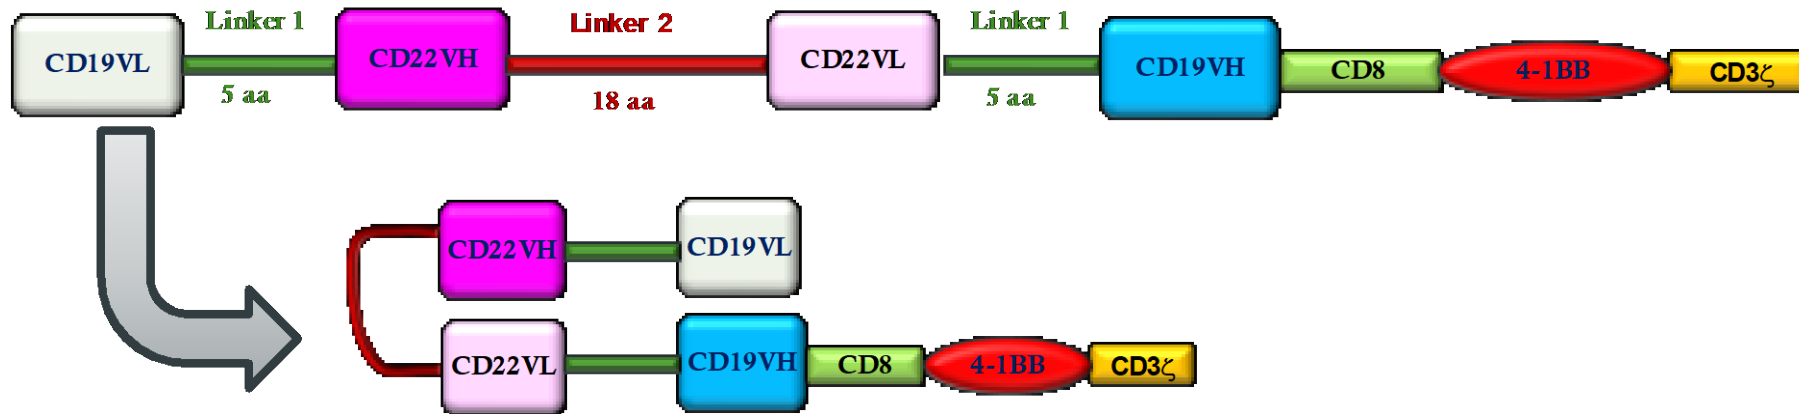 Linker 1 Linker 2 Linker 1
CD19VL CD22VH CD22VL CD19VH CD8 4-1BB CD3ζ
5 aa 18 aa 5 aa
CD22VH CD19VL
CD22VL CD19VH CD8 4-1BB CD3ζ